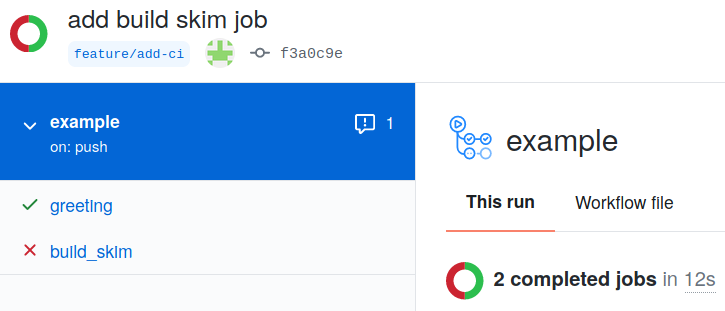 add build skim job
feature/add-ci f3a0c9e
example 1
on: push
greeting
build_skim
example
This run Workflow file
2 completed jobs in 12s